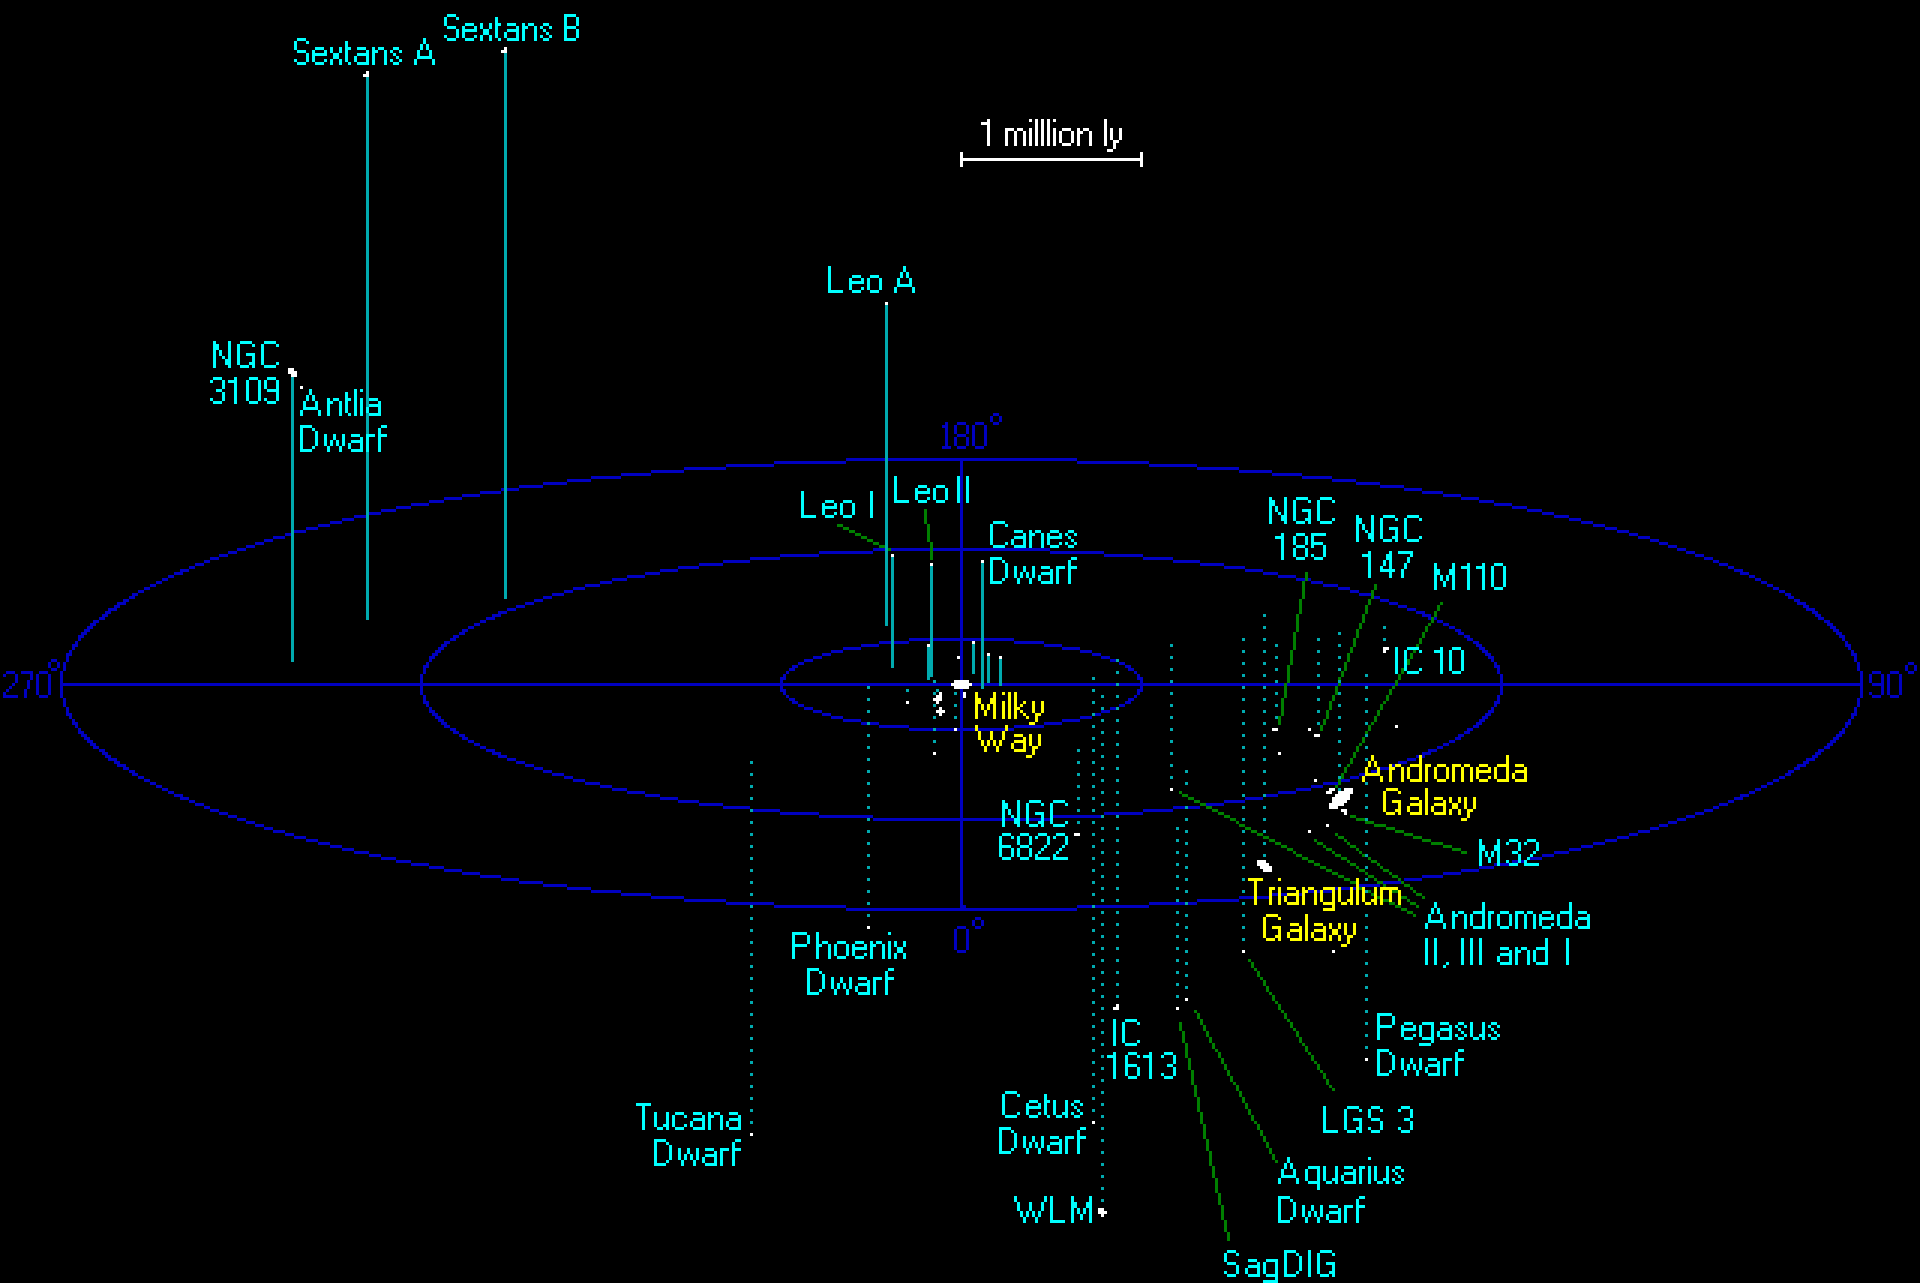 Sextans B
Sextans A
1 milllion ly
Leo A
NGC
3109
Antlia
Dwarf
180°
Leo I
Leo II
Canes
Dwarf
NGC
185
NGC
147
M110
IC 10
270°
90°
Milky
Way
Andromeda
Galaxy
NGC
6822
M32
Triangulum
Galaxy
Andromeda
II, III and I
0°
Phoenix
Dwarf
IC
1613
Pegasus
Dwarf
Tucana
Dwarf
Cetus
Dwarf
LGS 3
Aquarius
Dwarf
WLM
SagDIG